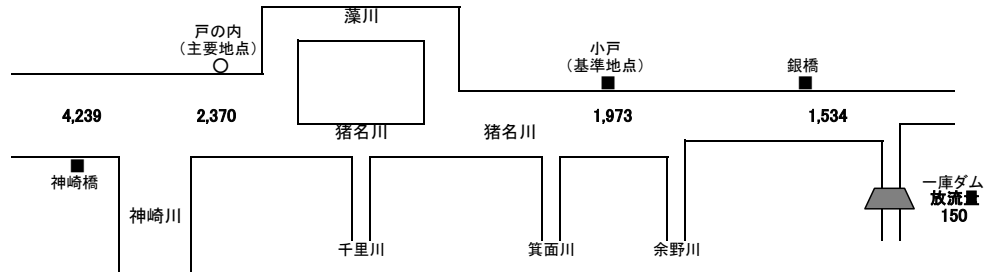 藻川
戸の内
（主要地点）
小戸
（基準地点）
銀橋
4,239
2,370
1,973
1,534
猪名川
猪名川
神崎橋
神崎川
千里川
箕面川
余野川
一庫ダム
放流量
150